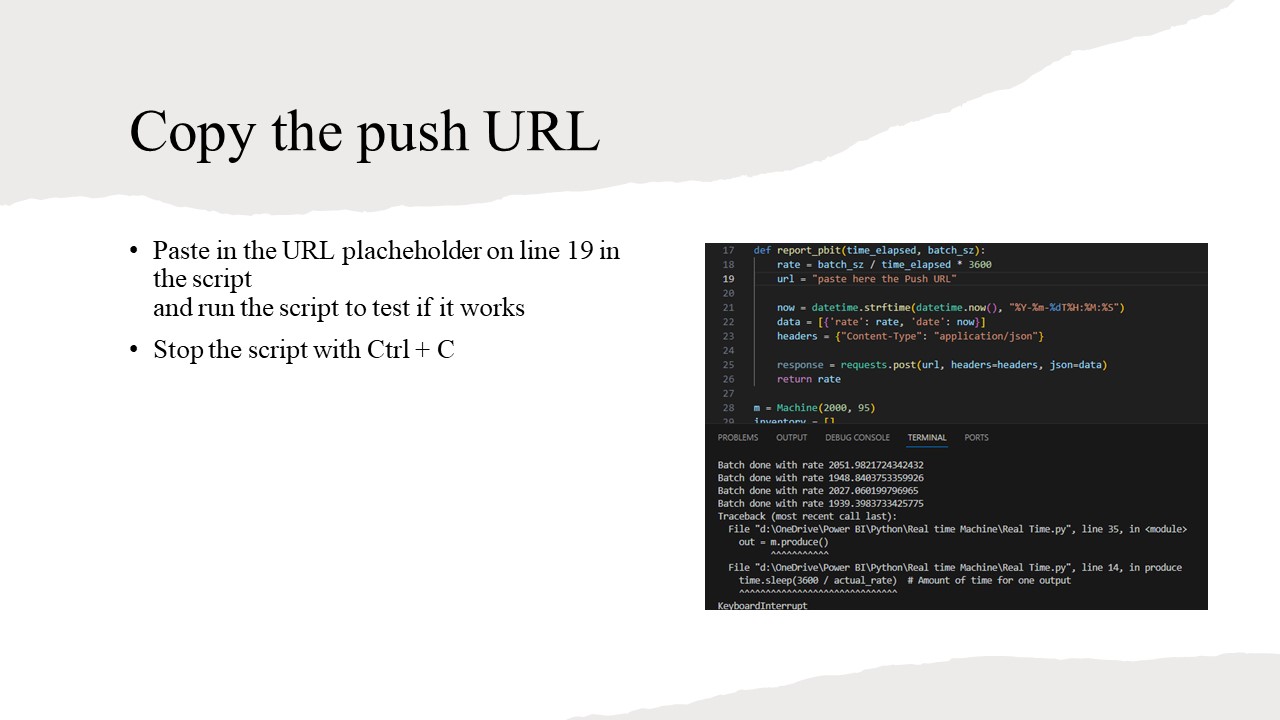 Copy the push URL
• Paste in the URL placheholder on line 19 in
the script
and run the script to test if it works
• Stop the script with Ctrl + C
17 def report_pbit(time_elapsed, batch_sz):
18     rate = batch_sz / time_elapsed * 3600
19     url = "paste here the Push URL"
20
21     now = datetime.strftime(datetime.now(), "%Y-%m-%dT%H:%M:%S")
22     data = [{'rate': rate, 'date': now}]
23     headers = {"Content-Type": "application/json"}
24
25     response = requests.post(url, headers=headers, json=data)
26     return rate
27
28 m = Machine(2000, 95)
29 inventory = []
PROBLEMS OUTPUT DEBUG CONSOLE TERMINAL PORTS
Batch done with rate 2051.9821724342432
Batch done with rate 1948.8403753359926
Batch done with rate 2027.060199796965
Batch done with rate 1939.3983733425775
Traceback (most recent call last):
  File "d:\OneDrive\Power BI\Python\Real time Machine\Real Time.py", line 35, in <module>
    out = m.produce()
          ^^^^^^^^^^^
  File "d:\OneDrive\Power BI\Python\Real time Machine\Real Time.py", line 14, in produce
    time.sleep(3600 / actual_rate)  # Amount of time for one output
    ^^^^^^^^^^^^^^^^^^^^^^^^^^^^^^
KeyboardInterrupt